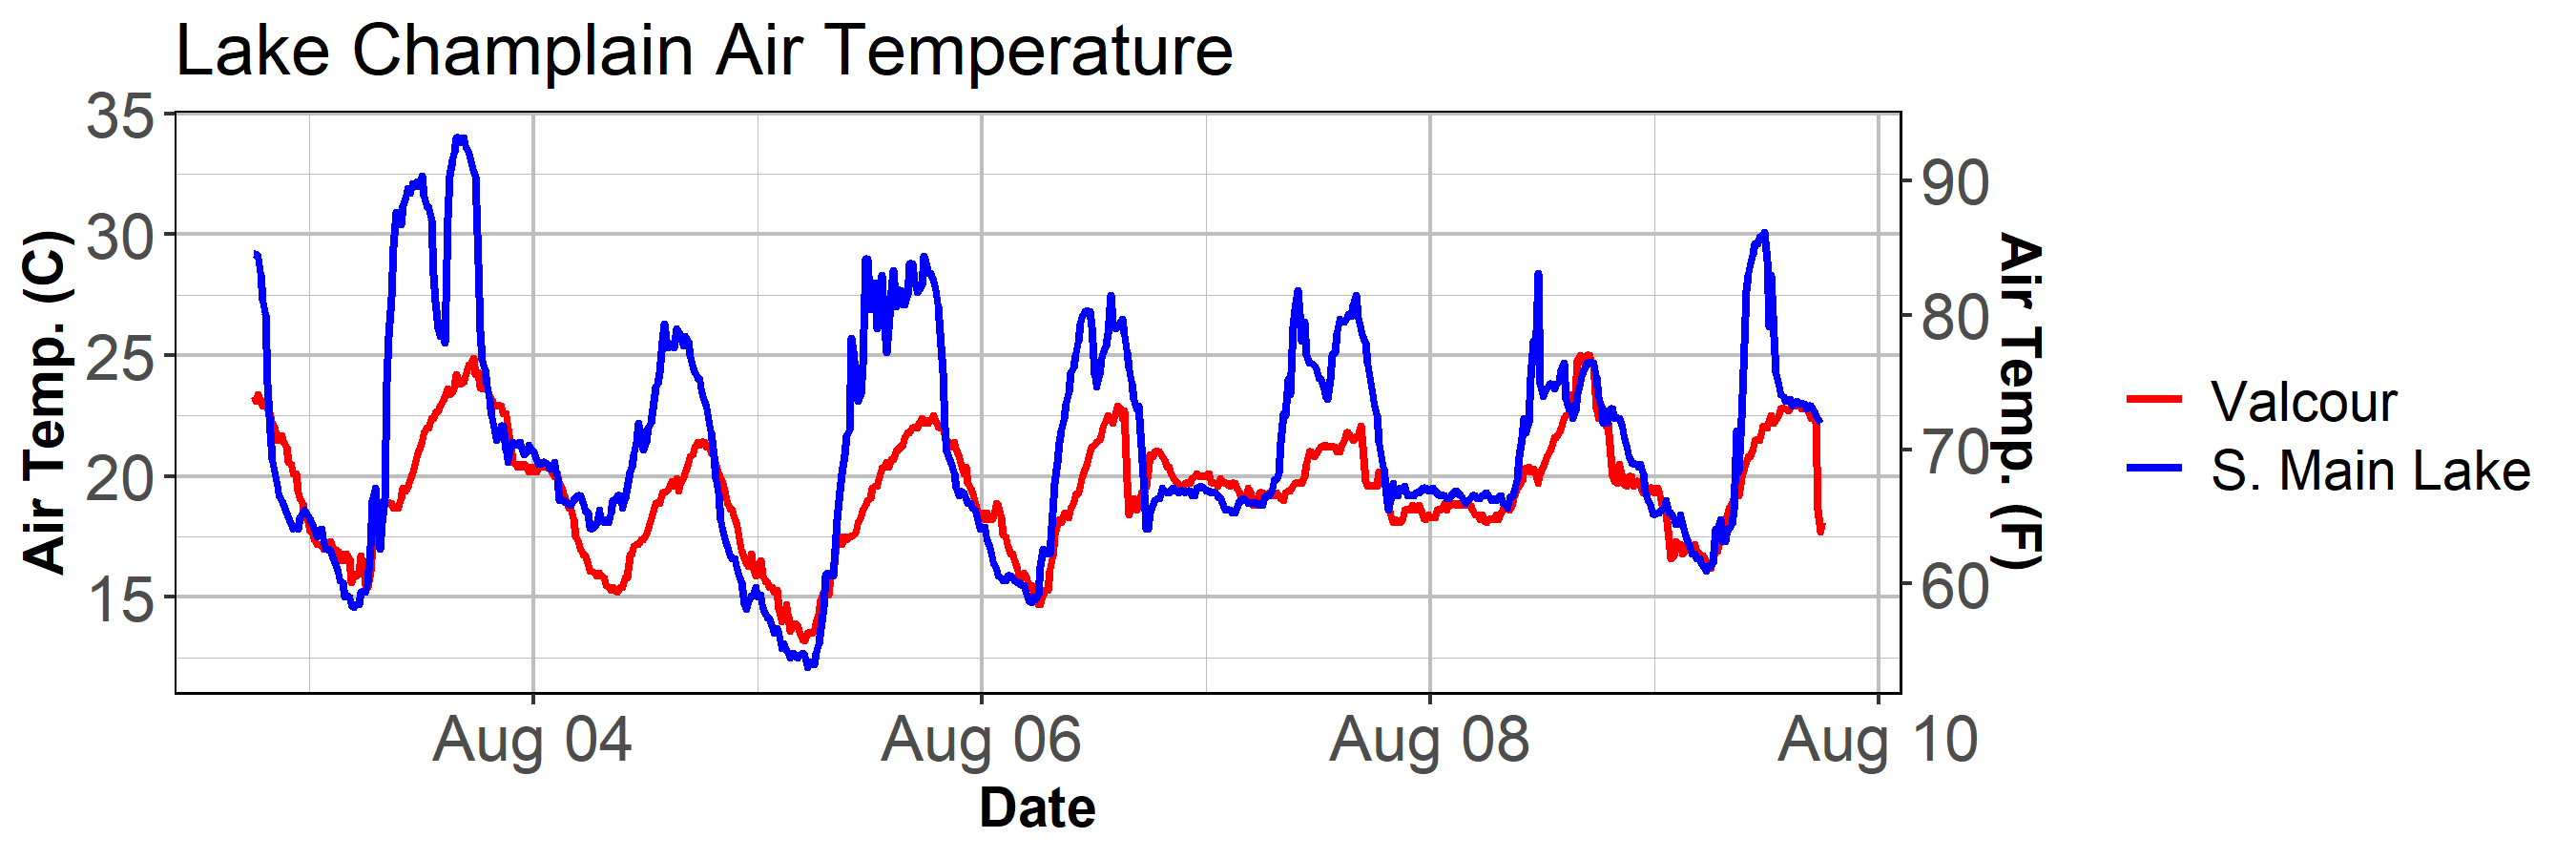 Lake Champlain Air Temperature
Air Temp. (C)
35
30
25
20
15
90
80
70
60
Air Temp. (F)
Aug 04
Aug 06
Aug 08
Aug 10
Date
Valcour
S. Main Lake